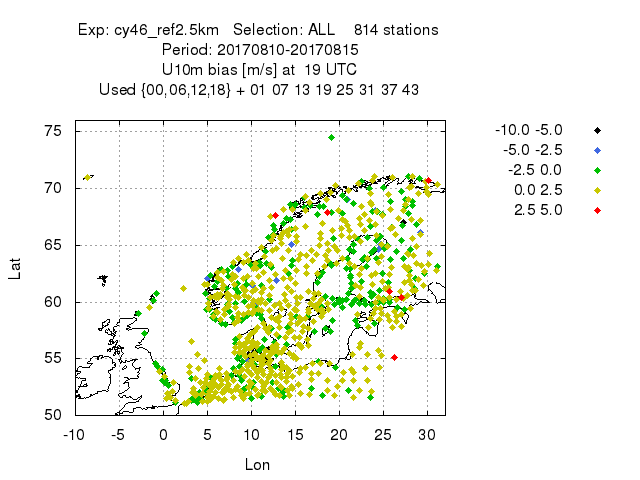 Exp: cy46_ref2.5km   Selection: ALL    814 stations
Period: 20170810-20170815
U10m bias [m/s] at  19 UTC
Used {00,06,12,18} + 01 07 13 19 25 31 37 43
-10.0 -5.0
-5.0 -2.5
-2.5 0.0
0.0 2.5
2.5 5.0
75
70
65
60
55
50
Lat
-10 -5 0 5 10 15 20 25 30
Lon